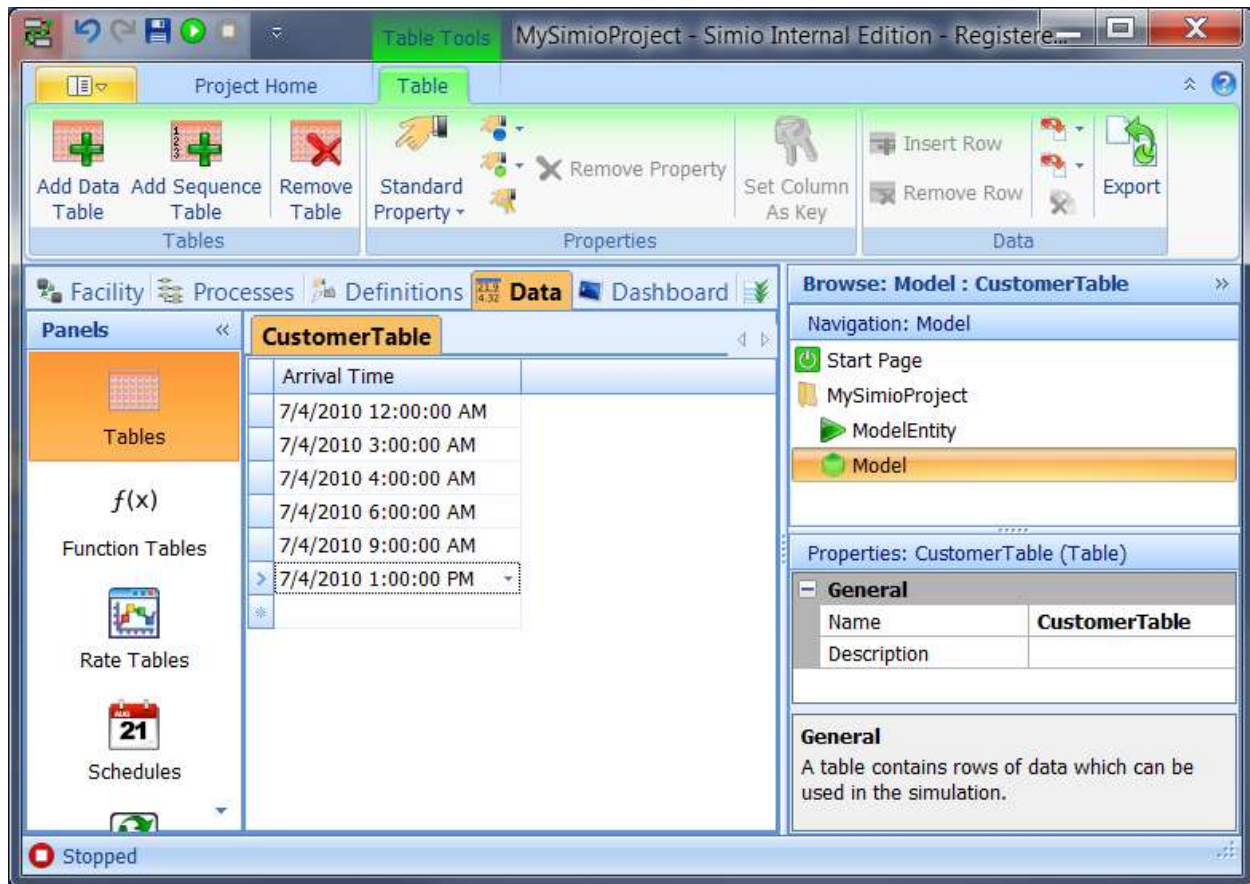 Table Tools MySimioProject - Simio Internal Edition - Registere...
Project Home Table
Add Data Table
Add Sequence Table
Remove Table
Standard Property
Remove Property
Set Column As Key
Insert Row
Remove Row
Export
Tables Properties Data
Facility Processes Definitions Data Dashboard
Panels
Tables
f(x)
Function Tables
Rate Tables
AUG
21
Schedules
CustomerTable
Arrival Time
7/4/2010 12:00:00 AM
7/4/2010 3:00:00 AM
7/4/2010 4:00:00 AM
7/4/2010 6:00:00 AM
7/4/2010 9:00:00 AM
7/4/2010 1:00:00 PM
Browse: Model : CustomerTable
Navigation: Model
Start Page
MySimioProject
ModelEntity
Model
Properties: CustomerTable (Table)
General
Name CustomerTable
Description
General
A table contains rows of data which can be
used in the simulation.
Stopped